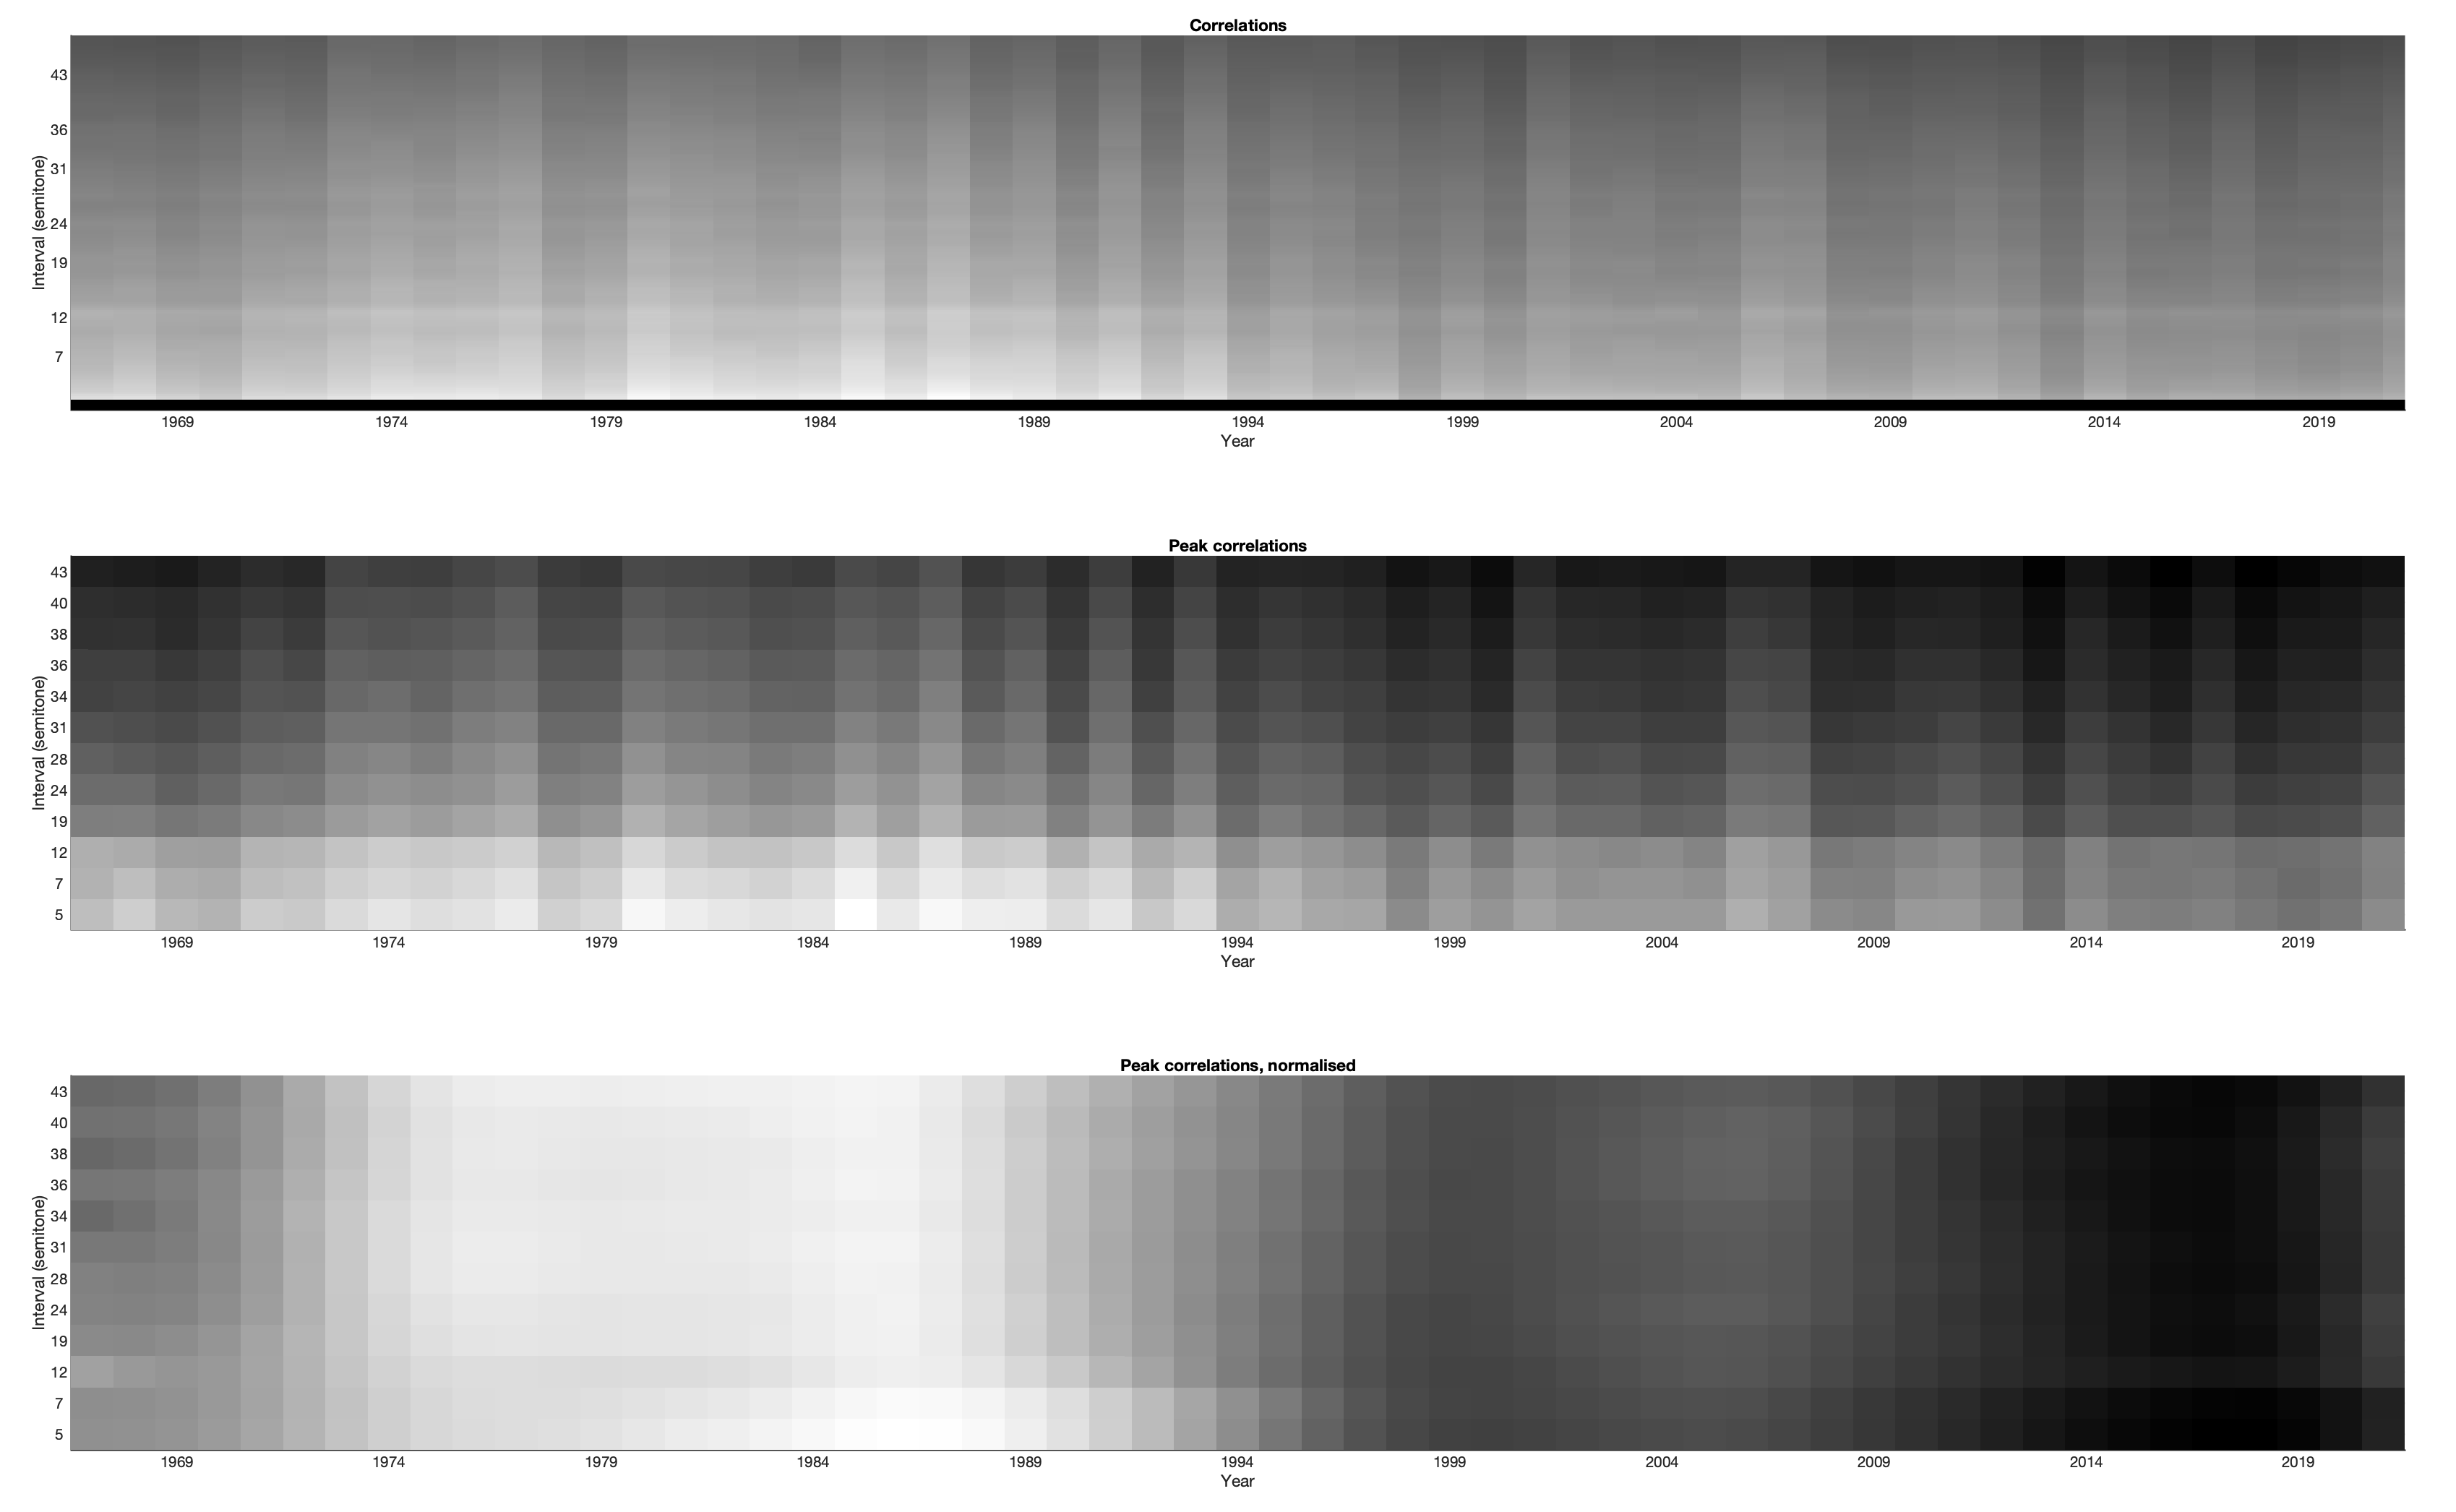 Correlations
Interval (semitone)
43
36
31
24
19
12
7
1969 1974 1979 1984 1989 1994 1999 2004 2009 2014 2019
Year
Peak correlations
Interval (semitone)
43
40
38
36
34
31
28
24
19
12
7
5
1969 1974 1979 1984 1989 1994 1999 2004 2009 2014 2019
Year
Peak correlations, normalised
Interval (semitone)
43
40
38
36
34
31
28
24
19
12
7
5
1969 1974 1979 1984 1989 1994 1999 2004 2009 2014 2019
Year